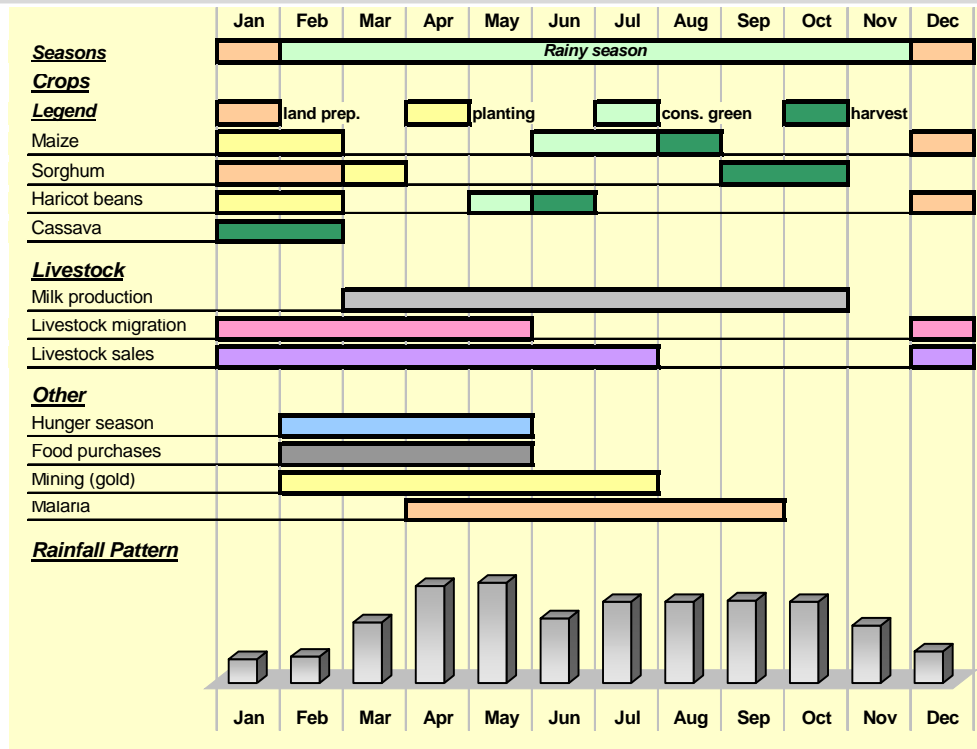 Jan Feb Mar Apr May Jun Jul Aug Sep Oct Nov Dec
Seasons Rainy season
Crops
Legend land prep. planting cons. green harvest
Maize
Sorghum
Haricot beans
Cassava
Livestock
Milk production
Livestock migration
Livestock sales
Other
Hunger season
Food purchases
Mining (gold)
Malaria
Rainfall Pattern
Jan Feb Mar Apr May Jun Jul Aug Sep Oct Nov Dec